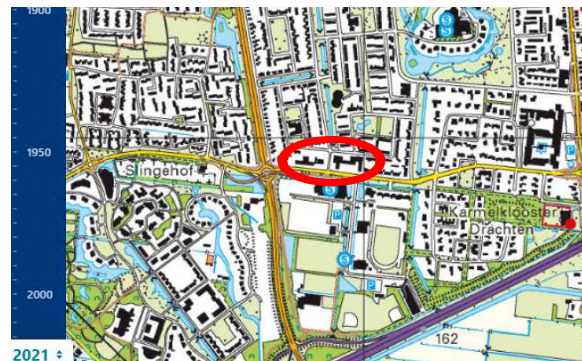 1900
1950
2000
2021
Slingehof
Karmelklooster
Drachten
162
S
S
S
P
P
P